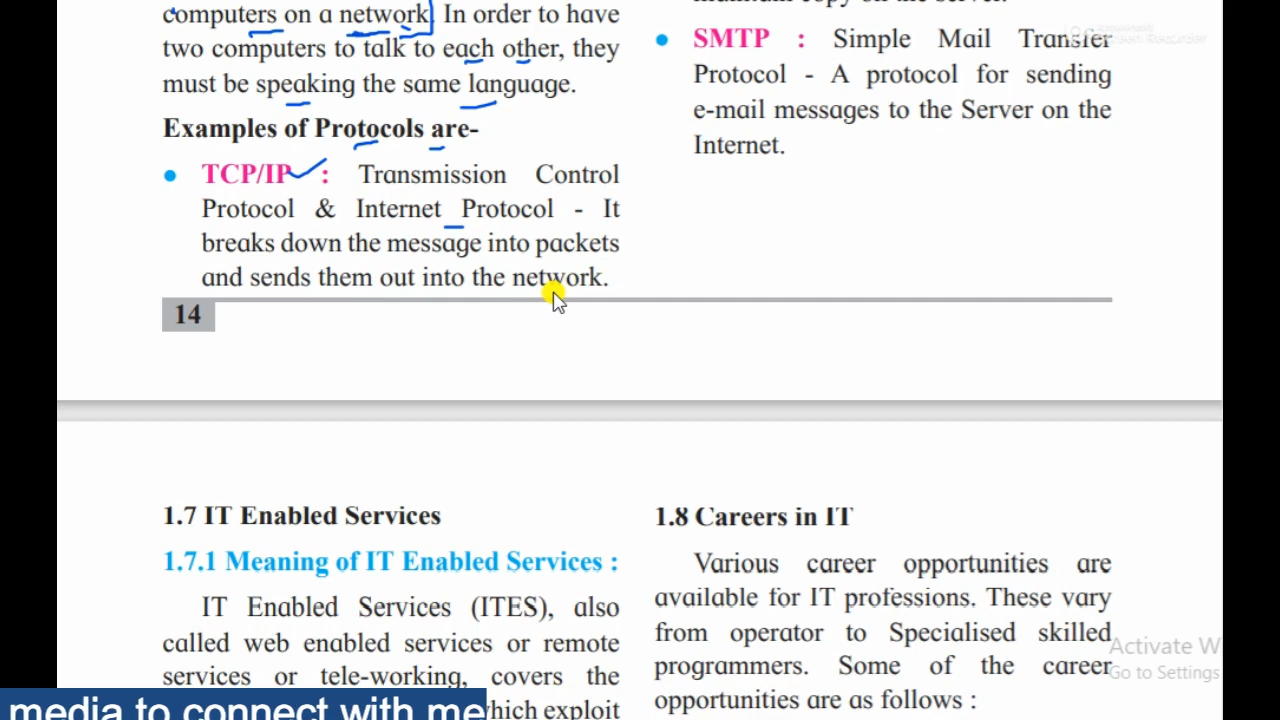 computers on a network. In order to have
two computers to talk to each other, they
must be speaking the same language.
Examples of Protocols are-
• TCP/IP : Transmission Control
Protocol & Internet Protocol - It
breaks down the message into packets
and sends them out into the network.
14
• SMTP : Simple Mail Transfer
Protocol - A protocol for sending
e-mail messages to the Server on the
Internet.
1.7 IT Enabled Services
1.7.1 Meaning of IT Enabled Services :
IT Enabled Services (ITES), also
called web enabled services or remote
services or tele-working, covers the
which exploit
1.8 Careers in IT
Various career opportunities are
available for IT professions. These vary
from operator to Specialised skilled
programmers. Some of the career
opportunities are as follows :
Activate W
Go to Settings
media to connect with me